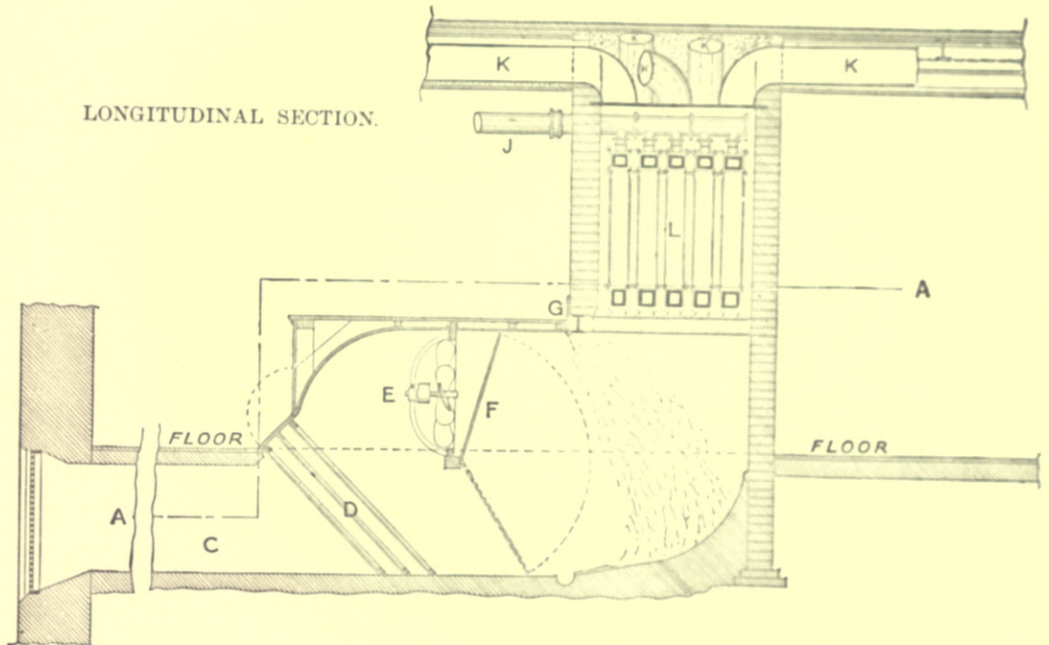 K K K K K
LONGITUDINAL SECTION.
J
L
A
G
E F
FLOOR FLOOR
A C D